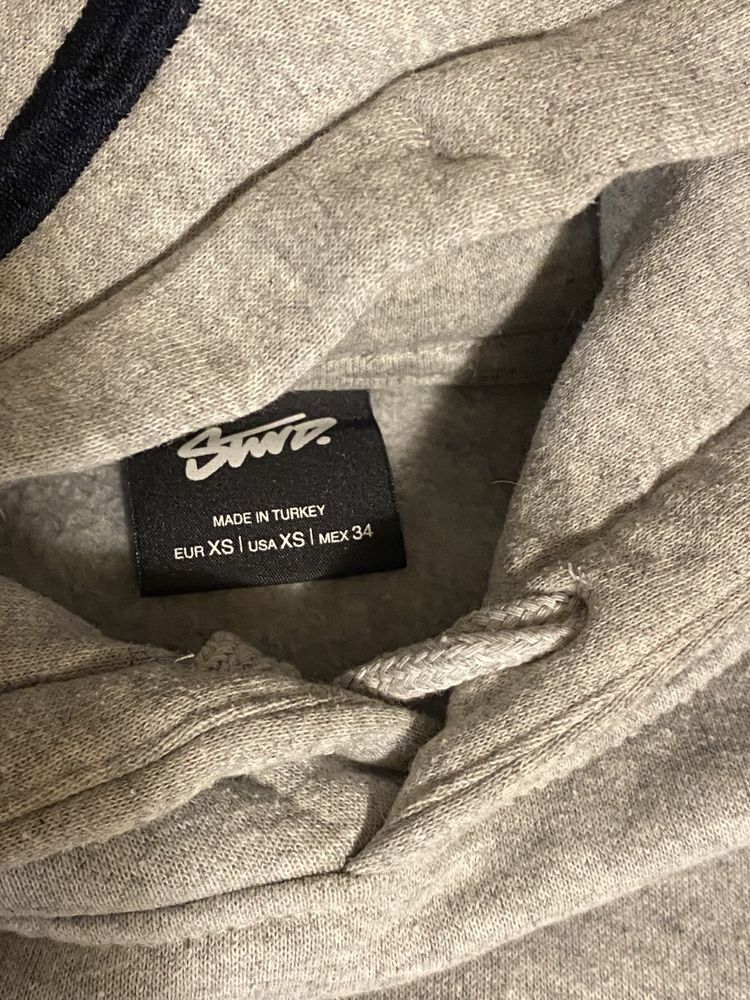 STWD.
MADE IN TURKEY
EUR XS | USA XS | MEX 34